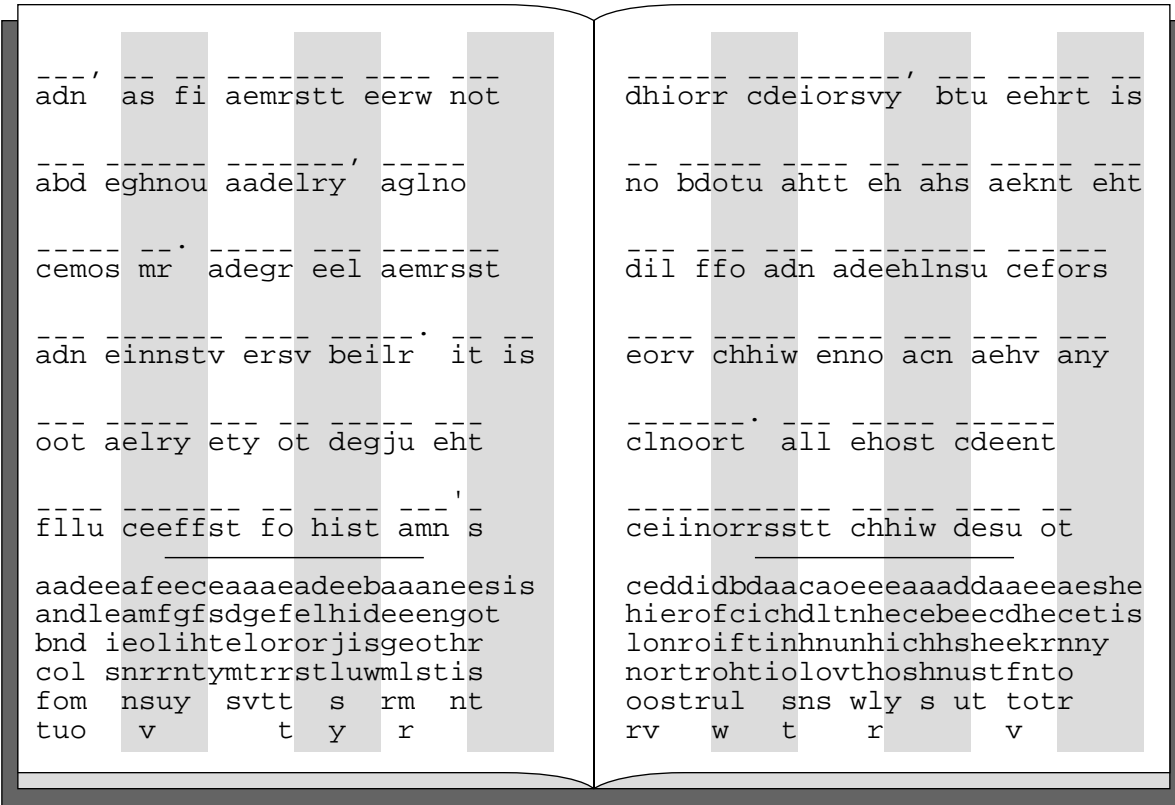 adn’ as fi aemrstt eerw not
abd eghnou aadelry’ aglno
cemos mr. adegr eel aemrsst
adn einnstv ersv beilr. it is
oot aelry ety ot degju eht
fllu ceeffst fo hist amn's
aadeeafeeceaaaeadeebaaaneesis
andleamfgfsdgefelhideeengot
bnd ieolihtelororjisgeothr
col snrrntymtrrstluwmlstis
fom nsuy svtt s rm nt
tuo v t y r
dhiorr cdeiorsvy’ btu eehrt is
no bdotu ahtt eh ahs aeknt eht
dil ffo adn adeehlnsu cefors
eorv chhiw enno acn aehv any
clnoort. all ehost cdeent
ceiinorrsstt chhiw desu ot
ceddidbdaacaoeeeaaaddaaeeaeshe
hierofcichdltnhecebeecdhecetis
lonroiftinhnunhichhsheekrnny
nortrohtiolovthoshnustfnto
oostrul sns wly s ut totr
rv w t r v